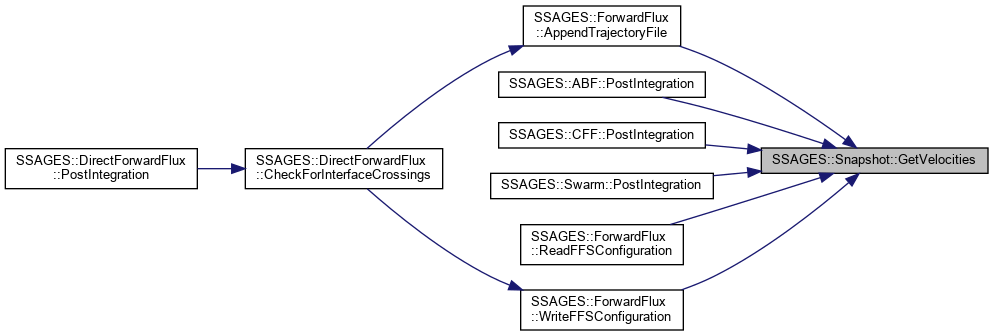 SSAGES::ForwardFlux
::AppendTrajectoryFile
SSAGES::ABF::PostIntegration
SSAGES::CFF::PostIntegration
SSAGES::DirectForwardFlux
::PostIntegration
SSAGES::DirectForwardFlux
::CheckForInterfaceCrossings
SSAGES::Snapshot::GetVelocities
SSAGES::Swarm::PostIntegration
SSAGES::ForwardFlux
::ReadFFSConfiguration
SSAGES::ForwardFlux
::WriteFFSConfiguration